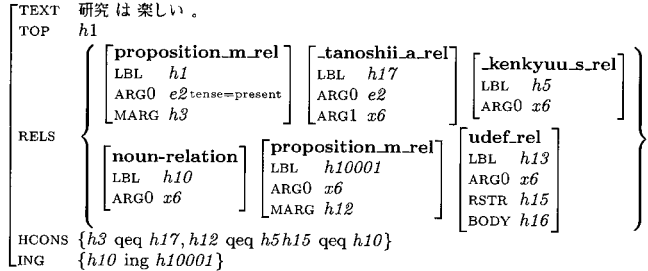 TEXT 研究 は 楽しい 。
TOP h1
RELS
proposition_m_rel
LBL h1
ARG0 e2 tense=present
MARG h3
_tanoshii_a_rel
LBL h17
ARG0 e2
ARG1 x6
_kenkyuu_s_rel
LBL h5
ARG0 x6
noun-relation
LBL h10
ARG0 x6
proposition_m_rel
LBL h10001
ARG0 x6
MARG h12
udef_rel
LBL h13
ARG0 x6
RSTR h15
BODY h16
HCONS {h3 qeq h17, h12 qeq h5h15 qeq h10}
ING {h10 ing h10001}